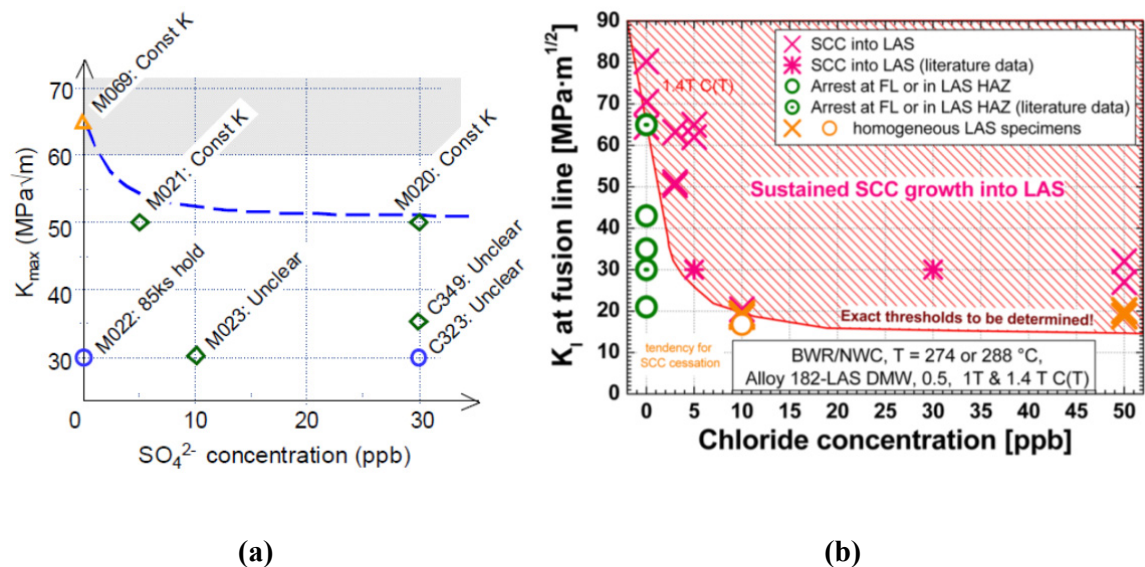 (a)
K_max (MPa√m)
70
60
50
40
30
M069: Const K
M021: Const K
M020: Const K
M022: 85ks hold
M023: Unclear
C349: Unclear
C323: Unclear
0
10
20
30
SO₄²⁻ concentration (ppb)
(b)
K_I at fusion line [MPa·m^1/2]
90
80
70
60
50
40
30
20
10
0
SCC into LAS
SCC into LAS (literature data)
Arrest at FL or in LAS HAZ
Arrest at FL or in LAS HAZ (literature data)
homogeneous LAS specimens
1.4T C(T)
Sustained SCC growth into LAS
Exact thresholds to be determined!
tendency for
SCC cessation
BWR/NWC, T = 274 or 288 °C,
Alloy 182-LAS DMW, 0.5, 1T & 1.4 T C(T)
0
5
10
15
20
25
30
35
40
45
50
Chloride concentration [ppb]
(a)
(b)